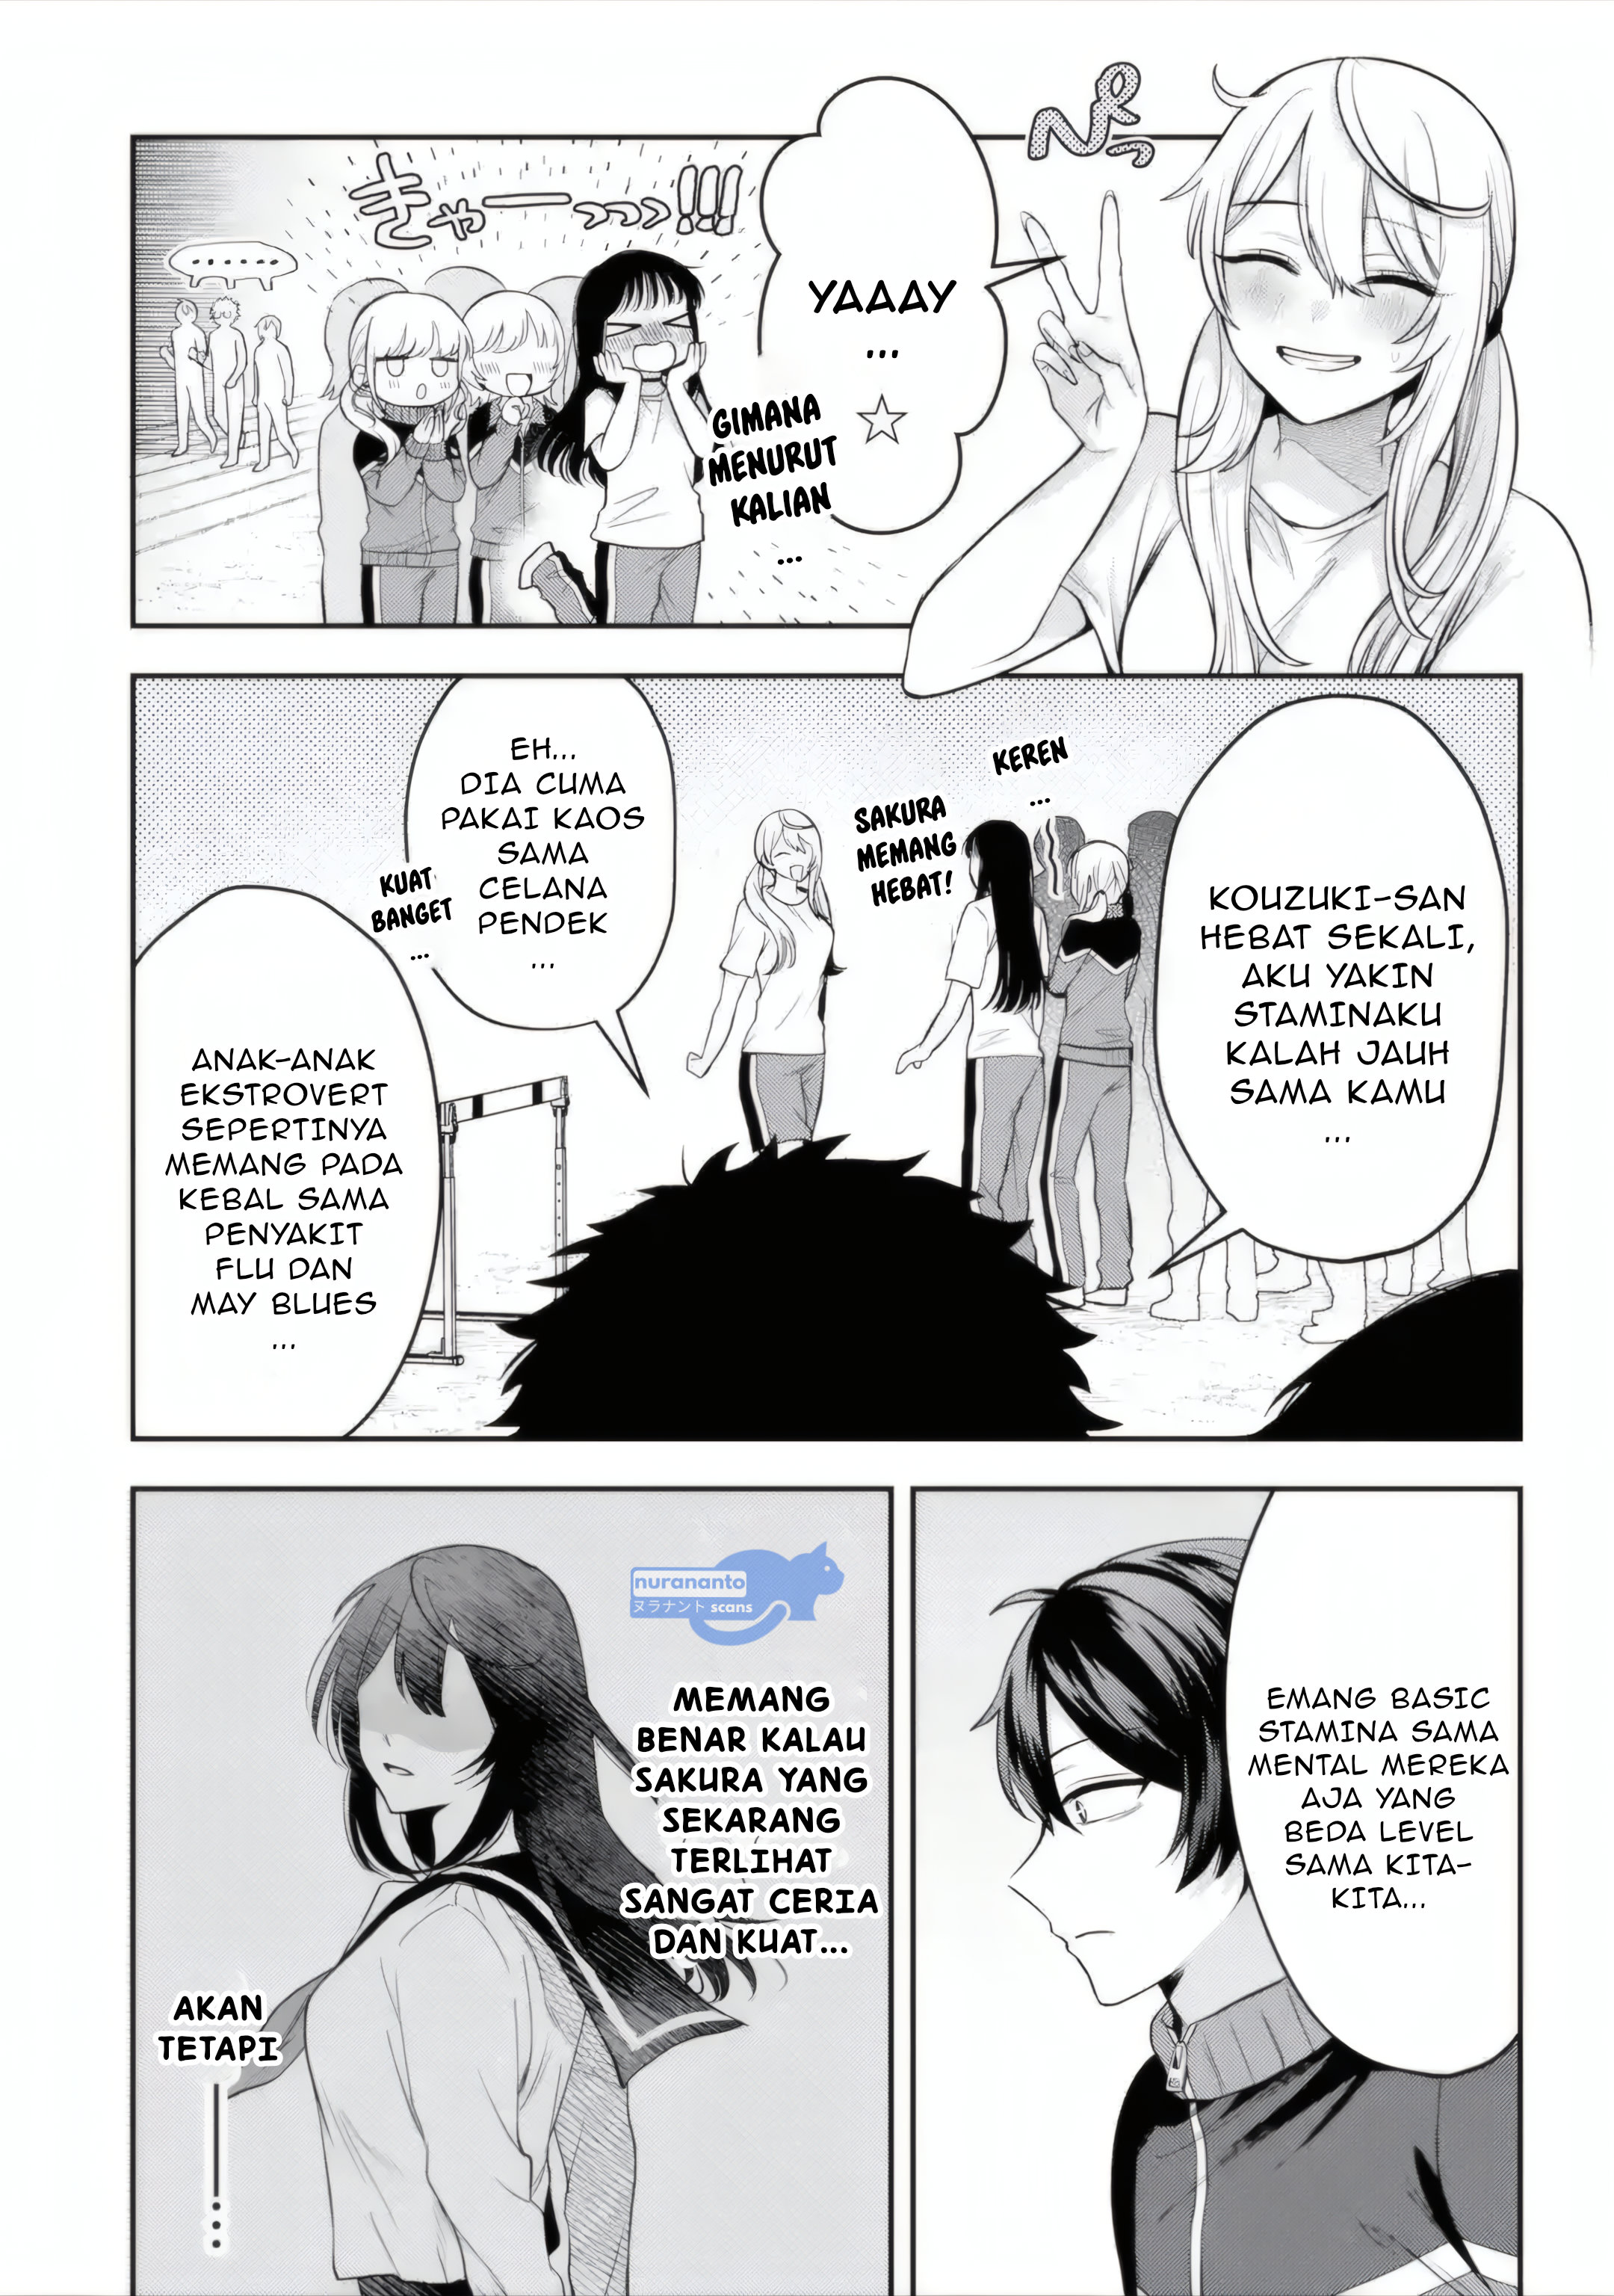 ぺっ
YAAAY
...
☆
GIMANA
MENURUT
KALIAN
...
きゃーっっっっ!!!
......
KOUZUKI-SAN
HEBAT SEKALI,
AKU YAKIN
STAMINAKU
KALAH JAUH
SAMA KAMU
...
KEREN
...
SAKURA
MEMANG
HEBAT!
EH...
DIA CUMA
PAKAI KAOS
SAMA
CELANA
PENDEK
...
KUAT
BANGET
...
ANAK-ANAK
EKSTROVERT
SEPERTINYA
MEMANG PADA
KEBAL SAMA
PENYAKIT
FLU DAN
MAY BLUES
...
EMANG BASIC
STAMINA SAMA
MENTAL MEREKA
AJA YANG
BEDA LEVEL
SAMA KITA-
KITA...
nurananto
ヌラナント scans
MEMANG
BENAR KALAU
SAKURA YANG
SEKARANG
TERLIHAT
SANGAT CERIA
DAN KUAT...
AKAN
TETAPI
―...